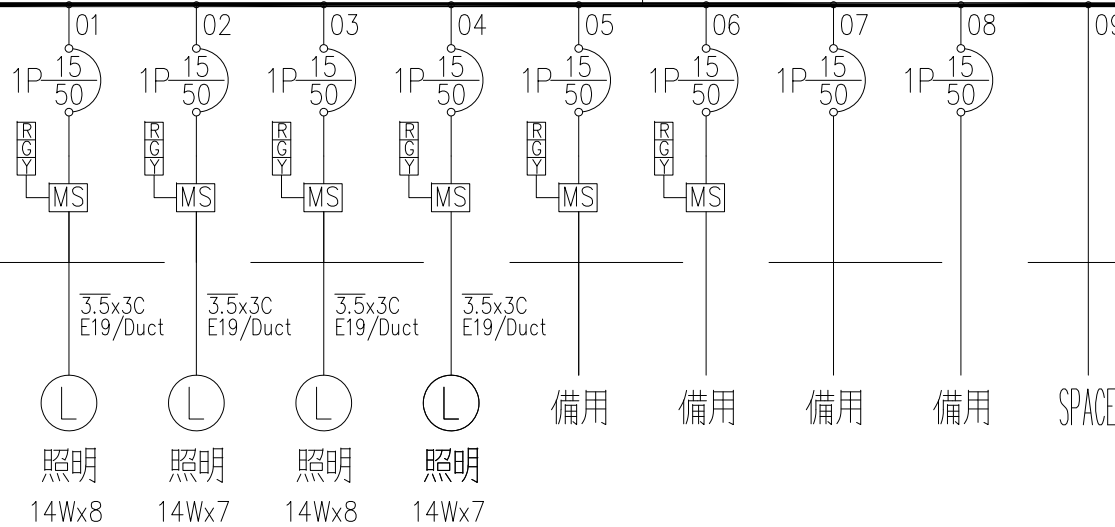 01 02 03 04 05 06 07 08 09
1P 15 1P 15 1P 15 1P 15 1P 15 1P 15 1P 15 1P 15
50 50 50 50 50 50 50 50
R R R R R R
G G G G G G
Y Y Y Y Y Y
MS MS MS MS MS MS
3.5x3C 3.5x3C 3.5x3C 3.5x3C
E19/Duct E19/Duct E19/Duct E19/Duct
L L L L 備用 備用 備用 備用 SPACE
照明 照明 照明 照明
14Wx8 14Wx7 14Wx8 14Wx7